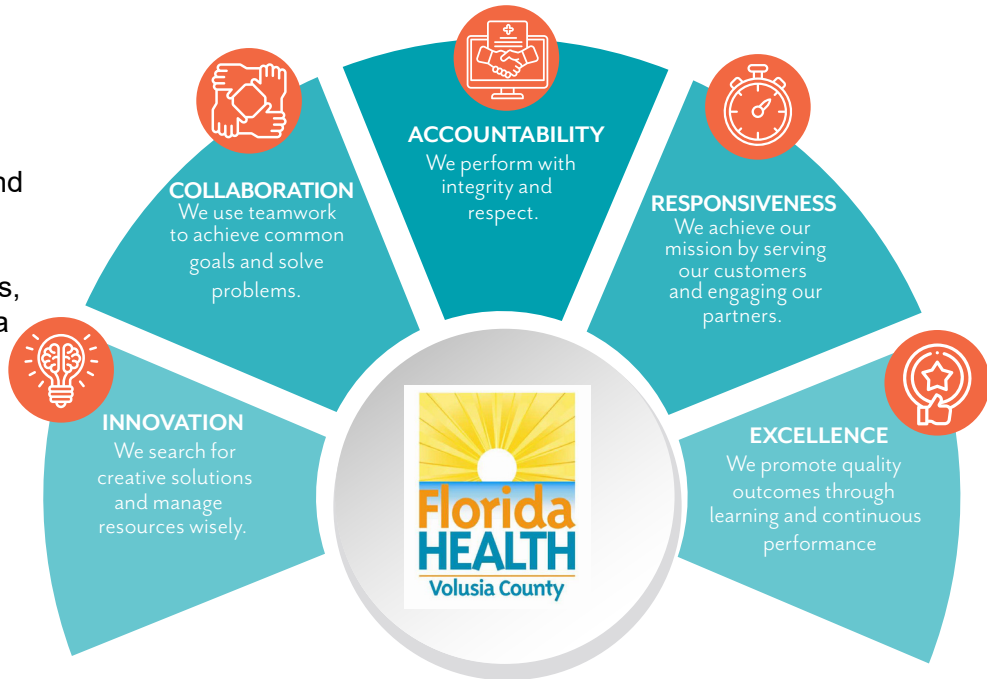 nd
s,
a
INNOVATION
We search for
creative solutions
and manage
resources wisely.
COLLABORATION
We use teamwork
to achieve common
goals and solve
problems.
ACCOUNTABILITY
We perform with
integrity and
respect.
RESPONSIVENESS
We achieve our
mission by serving
our customers
and engaging our
partners.
EXCELLENCE
We promote quality
outcomes through
learning and continuous
performance
Florida
HEALTH
Volusia County